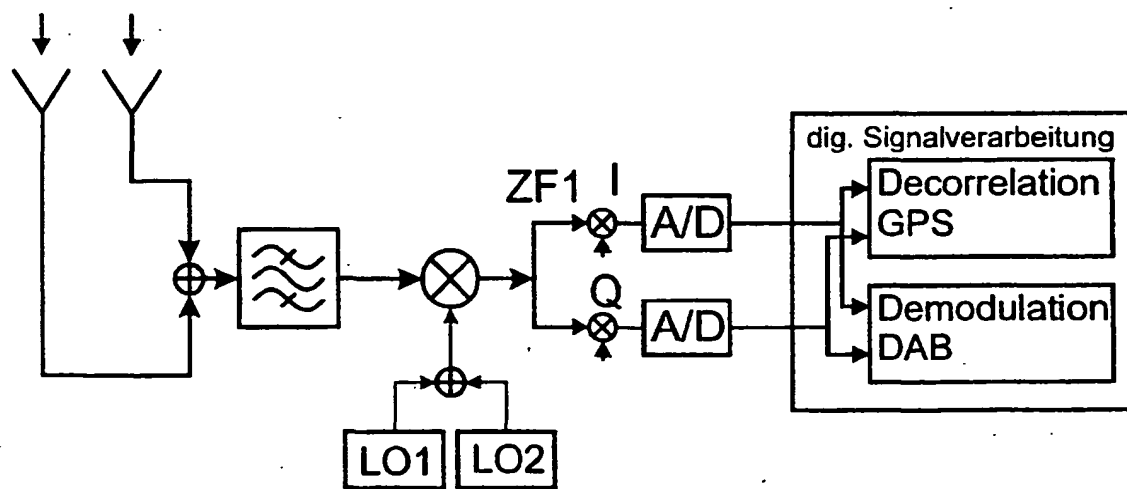 dig. Signalverarbeitung
ZF1
I
A/D
Decorrelation
GPS
Q
A/D
Demodulation
DAB
LO1
LO2